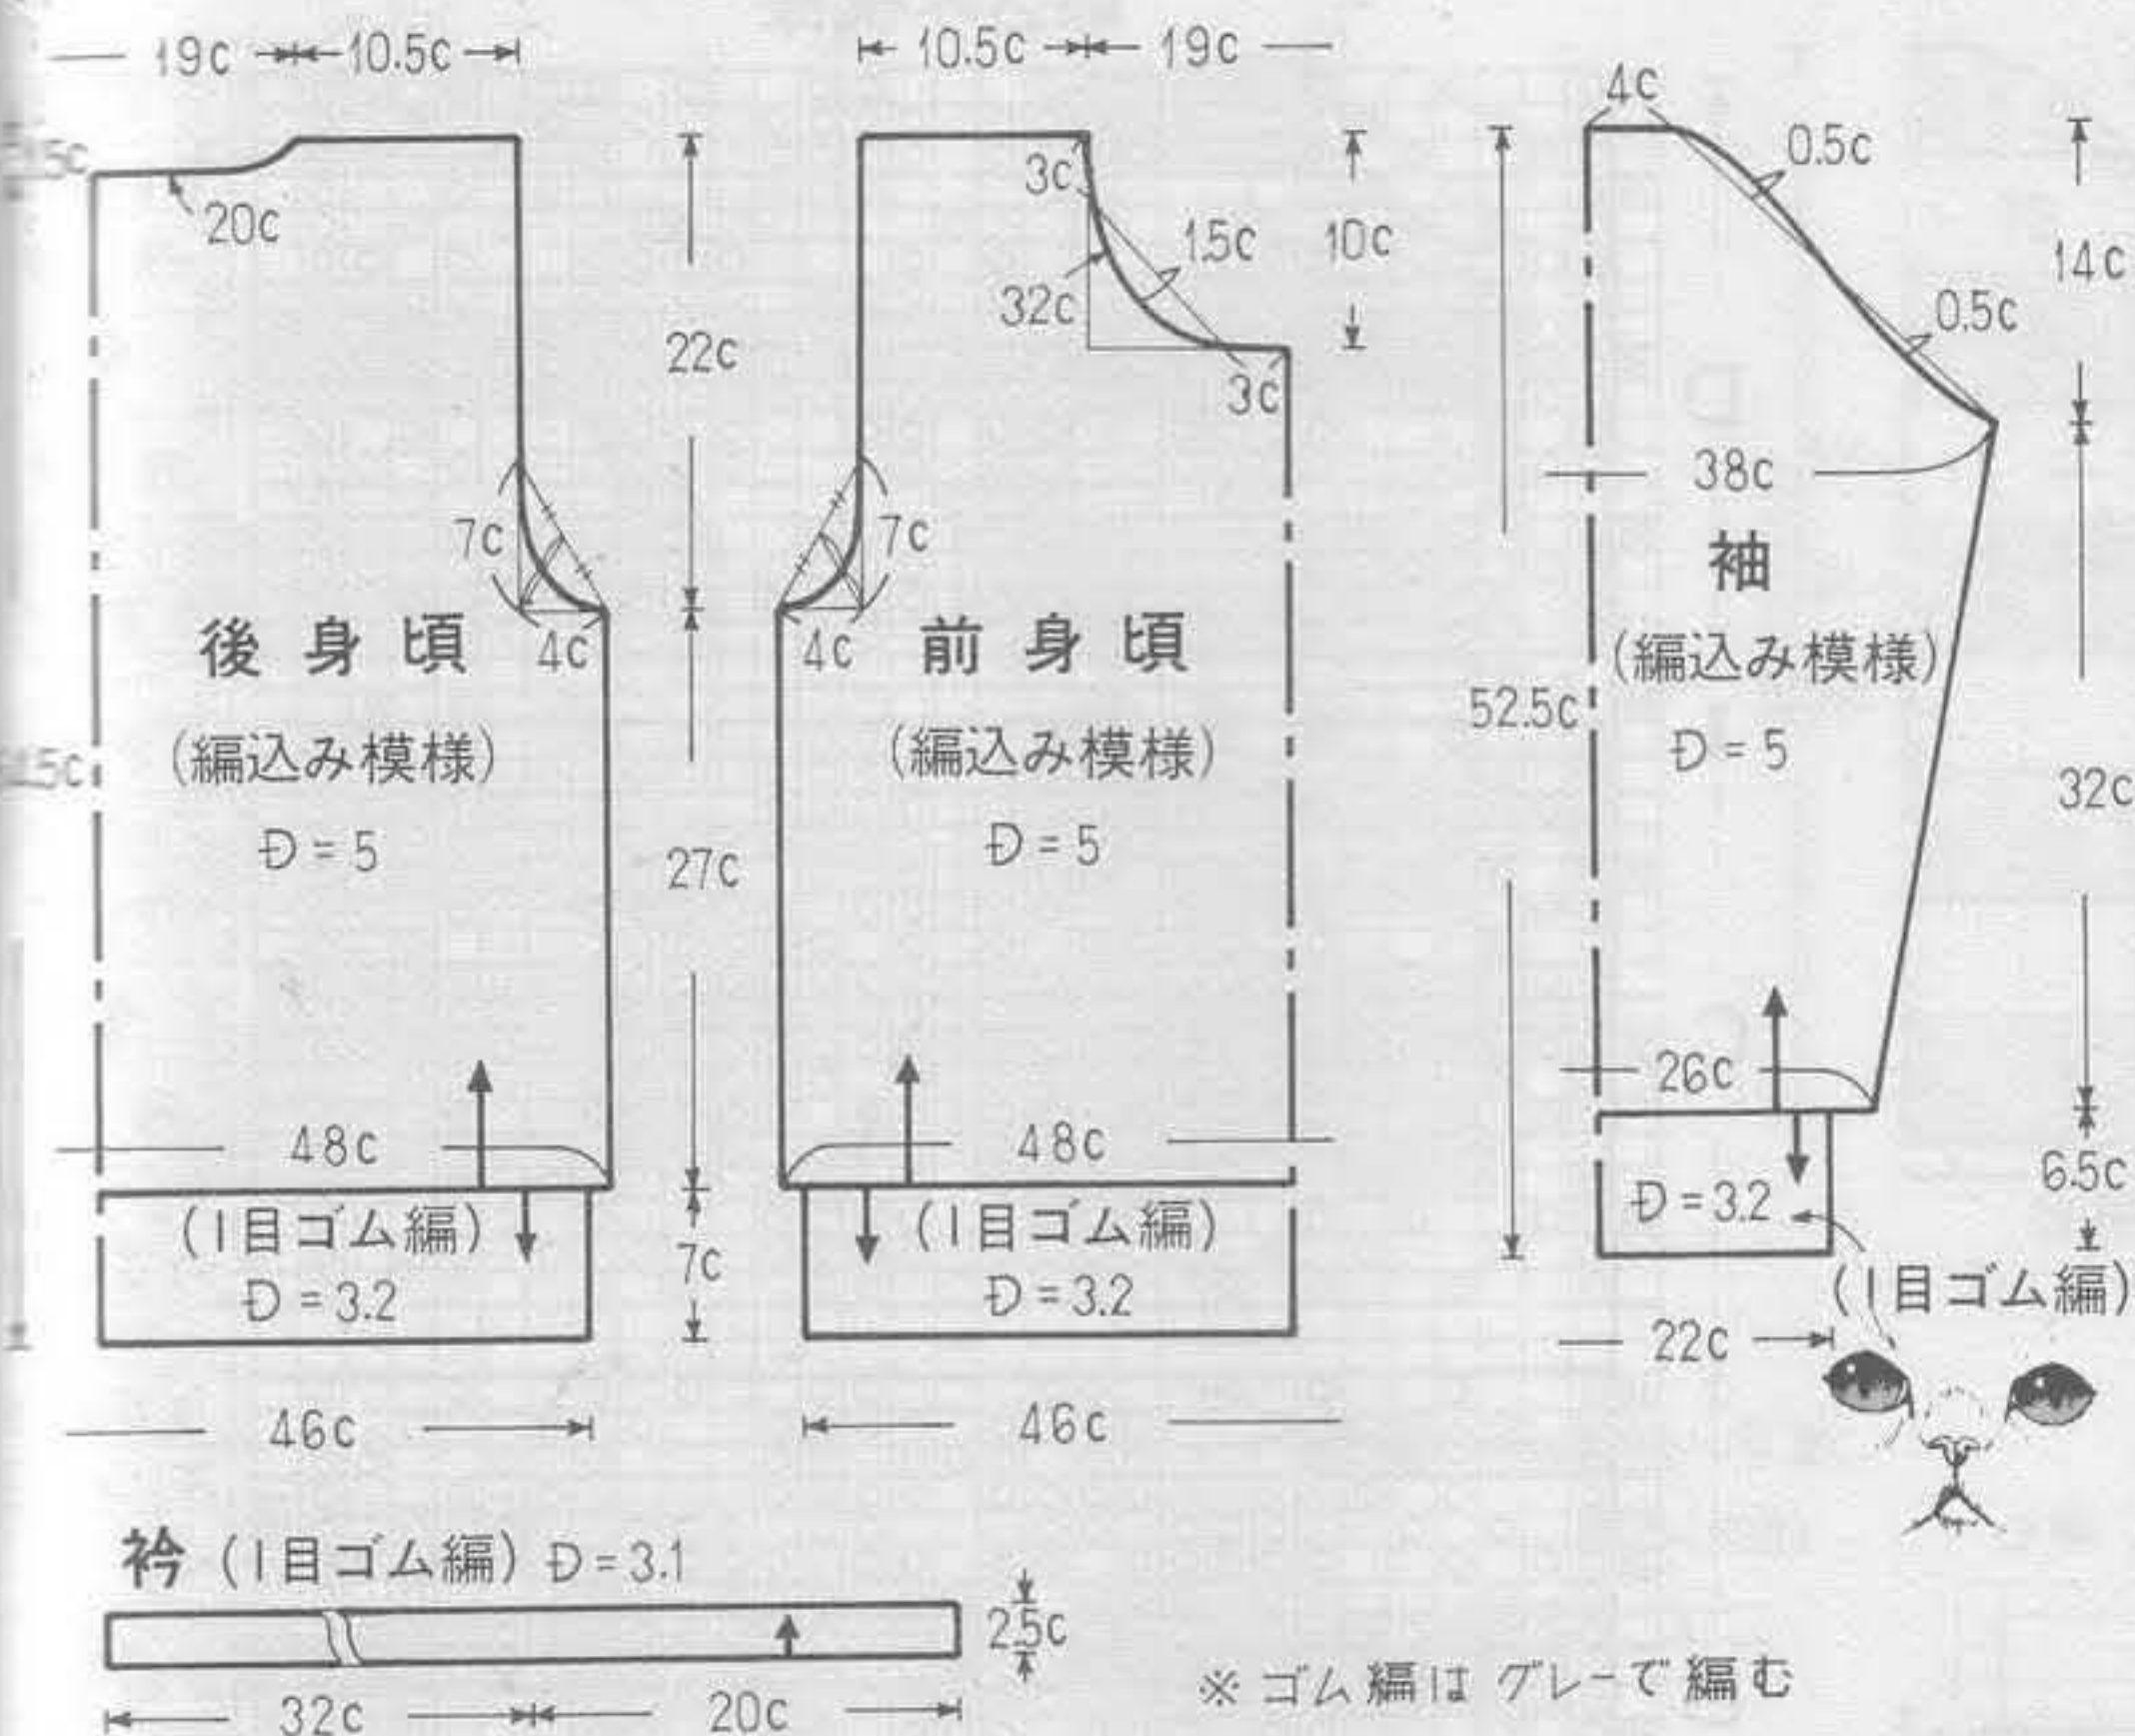 19c
10.5c
20c
7c
4c
後身頃
(編込み模様)
D=5
48c
(1目ゴム編)
D=3.2
46c
22c
27c
7c
10.5c
19c
3c
1.5c
32c
3c
10c
7c
4c
前身頃
(編込み模様)
D=5
48c
(1目ゴム編)
D=3.2
46c
4c
0.5c
0.5c
14c
38c
袖
(編込み模様)
D=5
52.5c
32c
26c
D=3.2
6.5c
(1目ゴム編)
22c
衿(1目ゴム編)D=3.1
2.5c
32c
20c
※ゴム編はグレーで編む